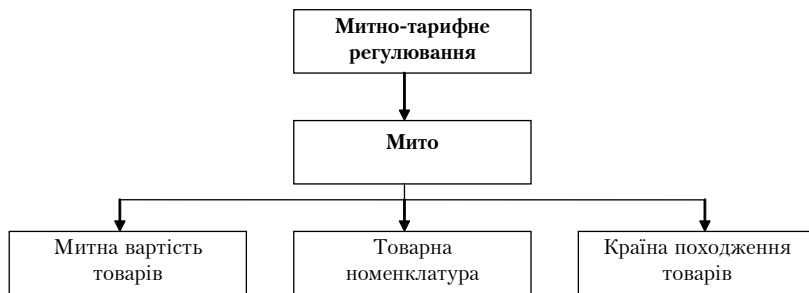 Митно-тарифне
регулювання
Мито
Митна вартість
товарів
Товарна
номенклатура
Країна походження
товарів